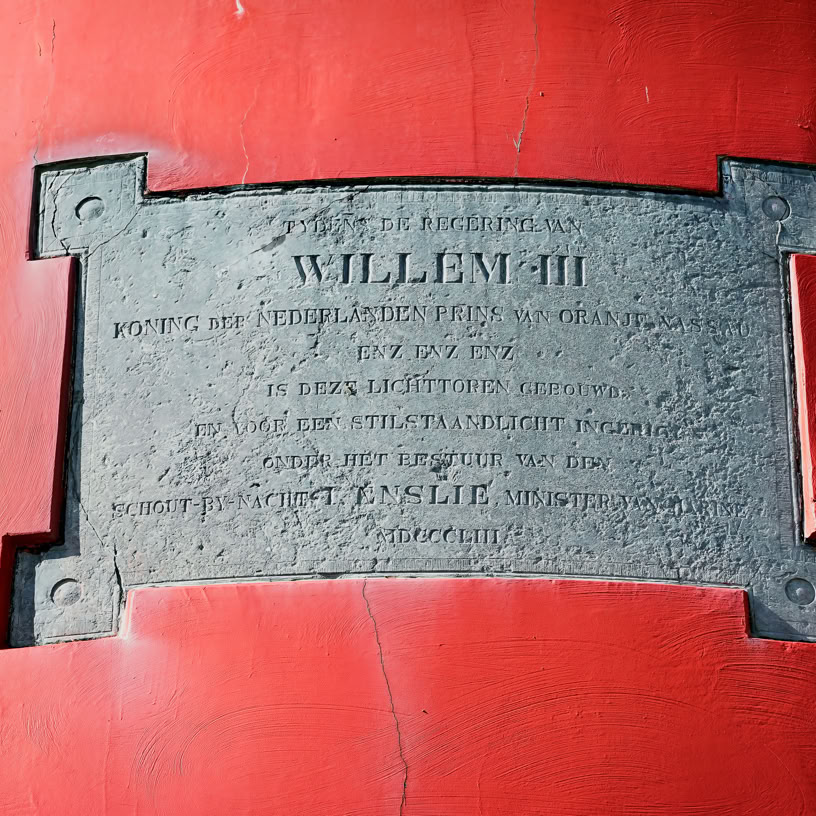 TYDENS DE REGERING VAN
WILLEM III
KONING DER NEDERLANDEN PRINS VAN ORANJE NASSAU
ENZ ENZ ENZ
IS DEZE LICHTTOREN GEBOUWD
EN VOOR EEN STILSTAANDLICHT INGERIGT
ONDER HET BESTUUR VAN DEN
SCHOUT-BY-NACHT I. ENSLIE MINISTER VAN MARINE
MDCCCLIII